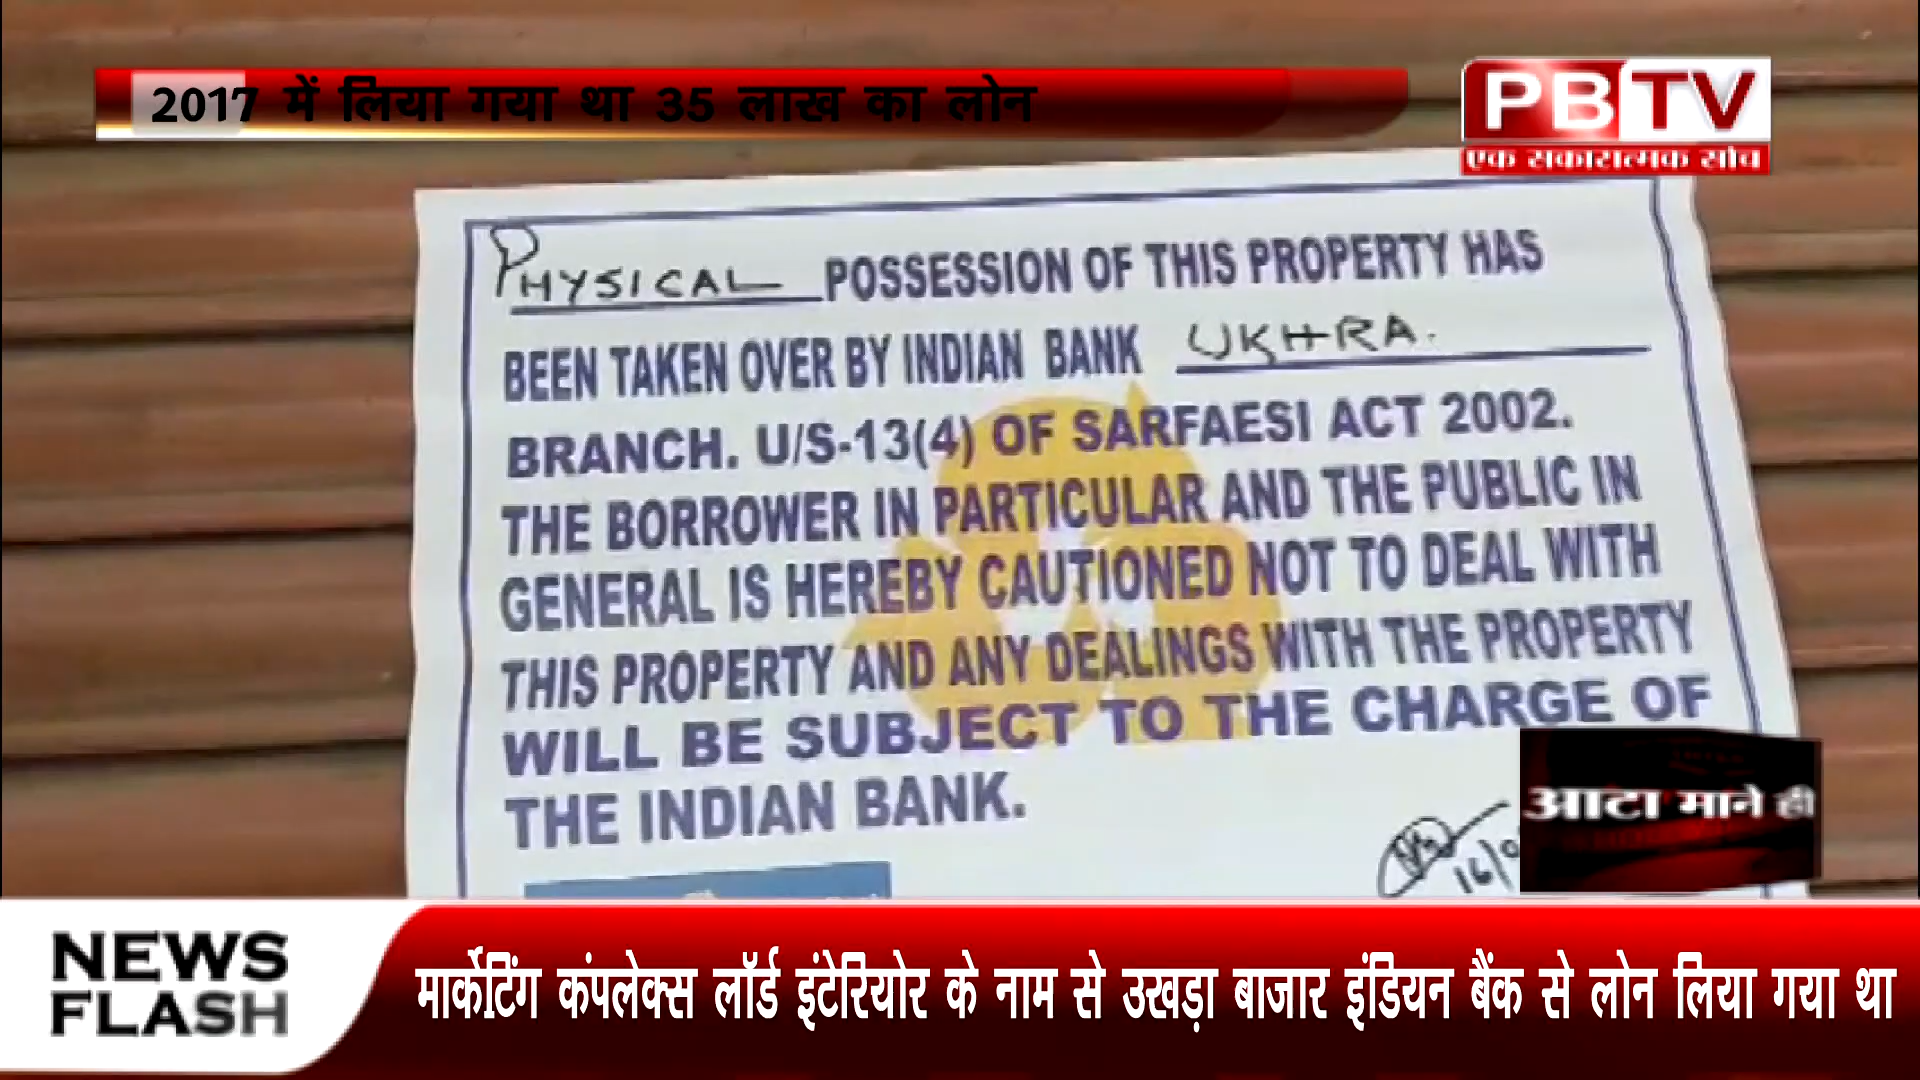 2017 में लिया गया था 35 लाख का लोन
PBTV
एक सकारात्मक सोच
PHYSICAL POSSESSION OF THIS PROPERTY HAS
BEEN TAKEN OVER BY INDIAN BANK UKHRA.
BRANCH. U/S-13(4) OF SARFAESI ACT 2002.
THE BORROWER IN PARTICULAR AND THE PUBLIC IN
GENERAL IS HEREBY CAUTIONED NOT TO DEAL WITH
THIS PROPERTY AND ANY DEALINGS WITH THE PROPERTY
WILL BE SUBJECT TO THE CHARGE OF
THE INDIAN BANK.
16/0
आटा माने ही
NEWS
FLASH
मार्केटिंग कंपलेक्स लॉर्ड इंटेरियोर के नाम से उखड़ा बाजार इंडियन बैंक से लोन लिया गया था